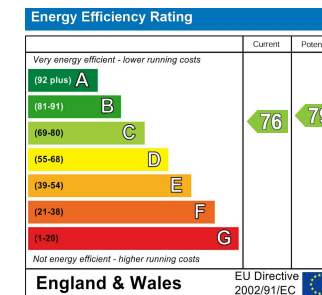 Energy Efficiency Rating
Current
Very energy efficient - lower running costs
(92 plus) A
(81-91) B
(69-80) C
76
(55-68) D
(39-54) E
(21-38) F
(1-20) G
Not energy efficient - higher running costs
England & Wales
EU Directive
2002/91/EC